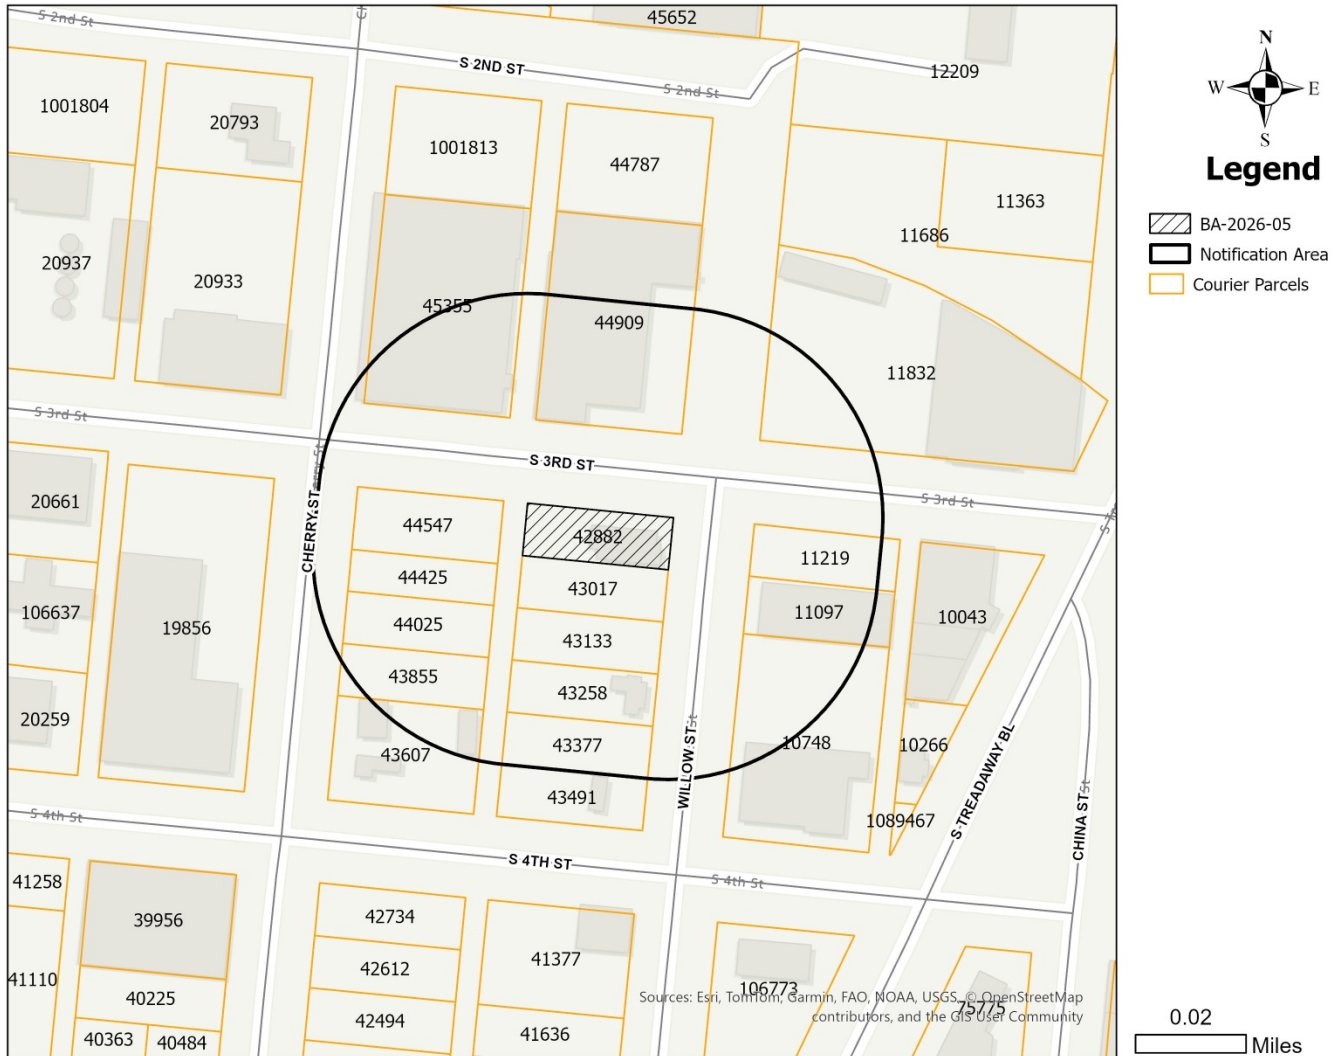 45652
S 2nd St
S 2ND ST
S 2nd St
12209
1001804
20793
1001813
44787
11363
11686
20937
20933
45355
44909
11832
S 3rd St
S 3RD ST
S 3rd St
20661
CHERRY ST
44547
42882
11219
44425
43017
11097
10043
106637
19856
44025
43133
43855
43258
20259
43607
43377
WILLOW ST
10748
10266
43491
1089467
S TREADAWAY BL
CHINA ST
S 4th St
S 4TH ST
S 4th St
41258
39956
42734
41377
41110
42612
106773
40225
42494
41636
75775
40363
40484
Sources: Esri, TomTom, Garmin, FAO, NOAA, USGS, © OpenStreetMap
contributors, and the GIS User Community
N
W E
S
Legend
BA-2026-05
Notification Area
Courier Parcels
0.02
Miles